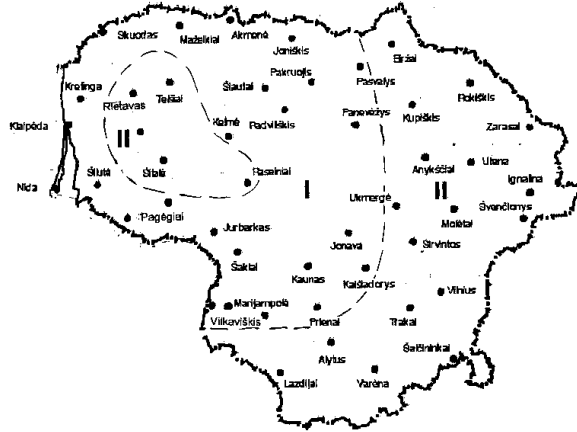 Skuodas
Mažeikiai
Akmenė
Joniškis
Biržai
Pakruojis
Pasvalys
Kretinga
Rietavas
Telšiai
Šiauliai
Rokiškis
Radviliškis
Panevėžys
Kupiškis
Klaipėda
II
Kelmė
Zarasai
Šilutė
Šilalė
Raseiniai
Anykščiai
Utena
Nida
I
II
Ignalina
Pagėgiai
Ukmergė
Molėtai
Švenčionys
Jurbarkas
Jonava
Širvintos
Šakiai
Kaunas
Kaišiadorys
Vilnius
Marijampolė
Vilkaviškis
Prienai
Trakai
Alytus
Šalčininkai
Lazdijai
Varėna